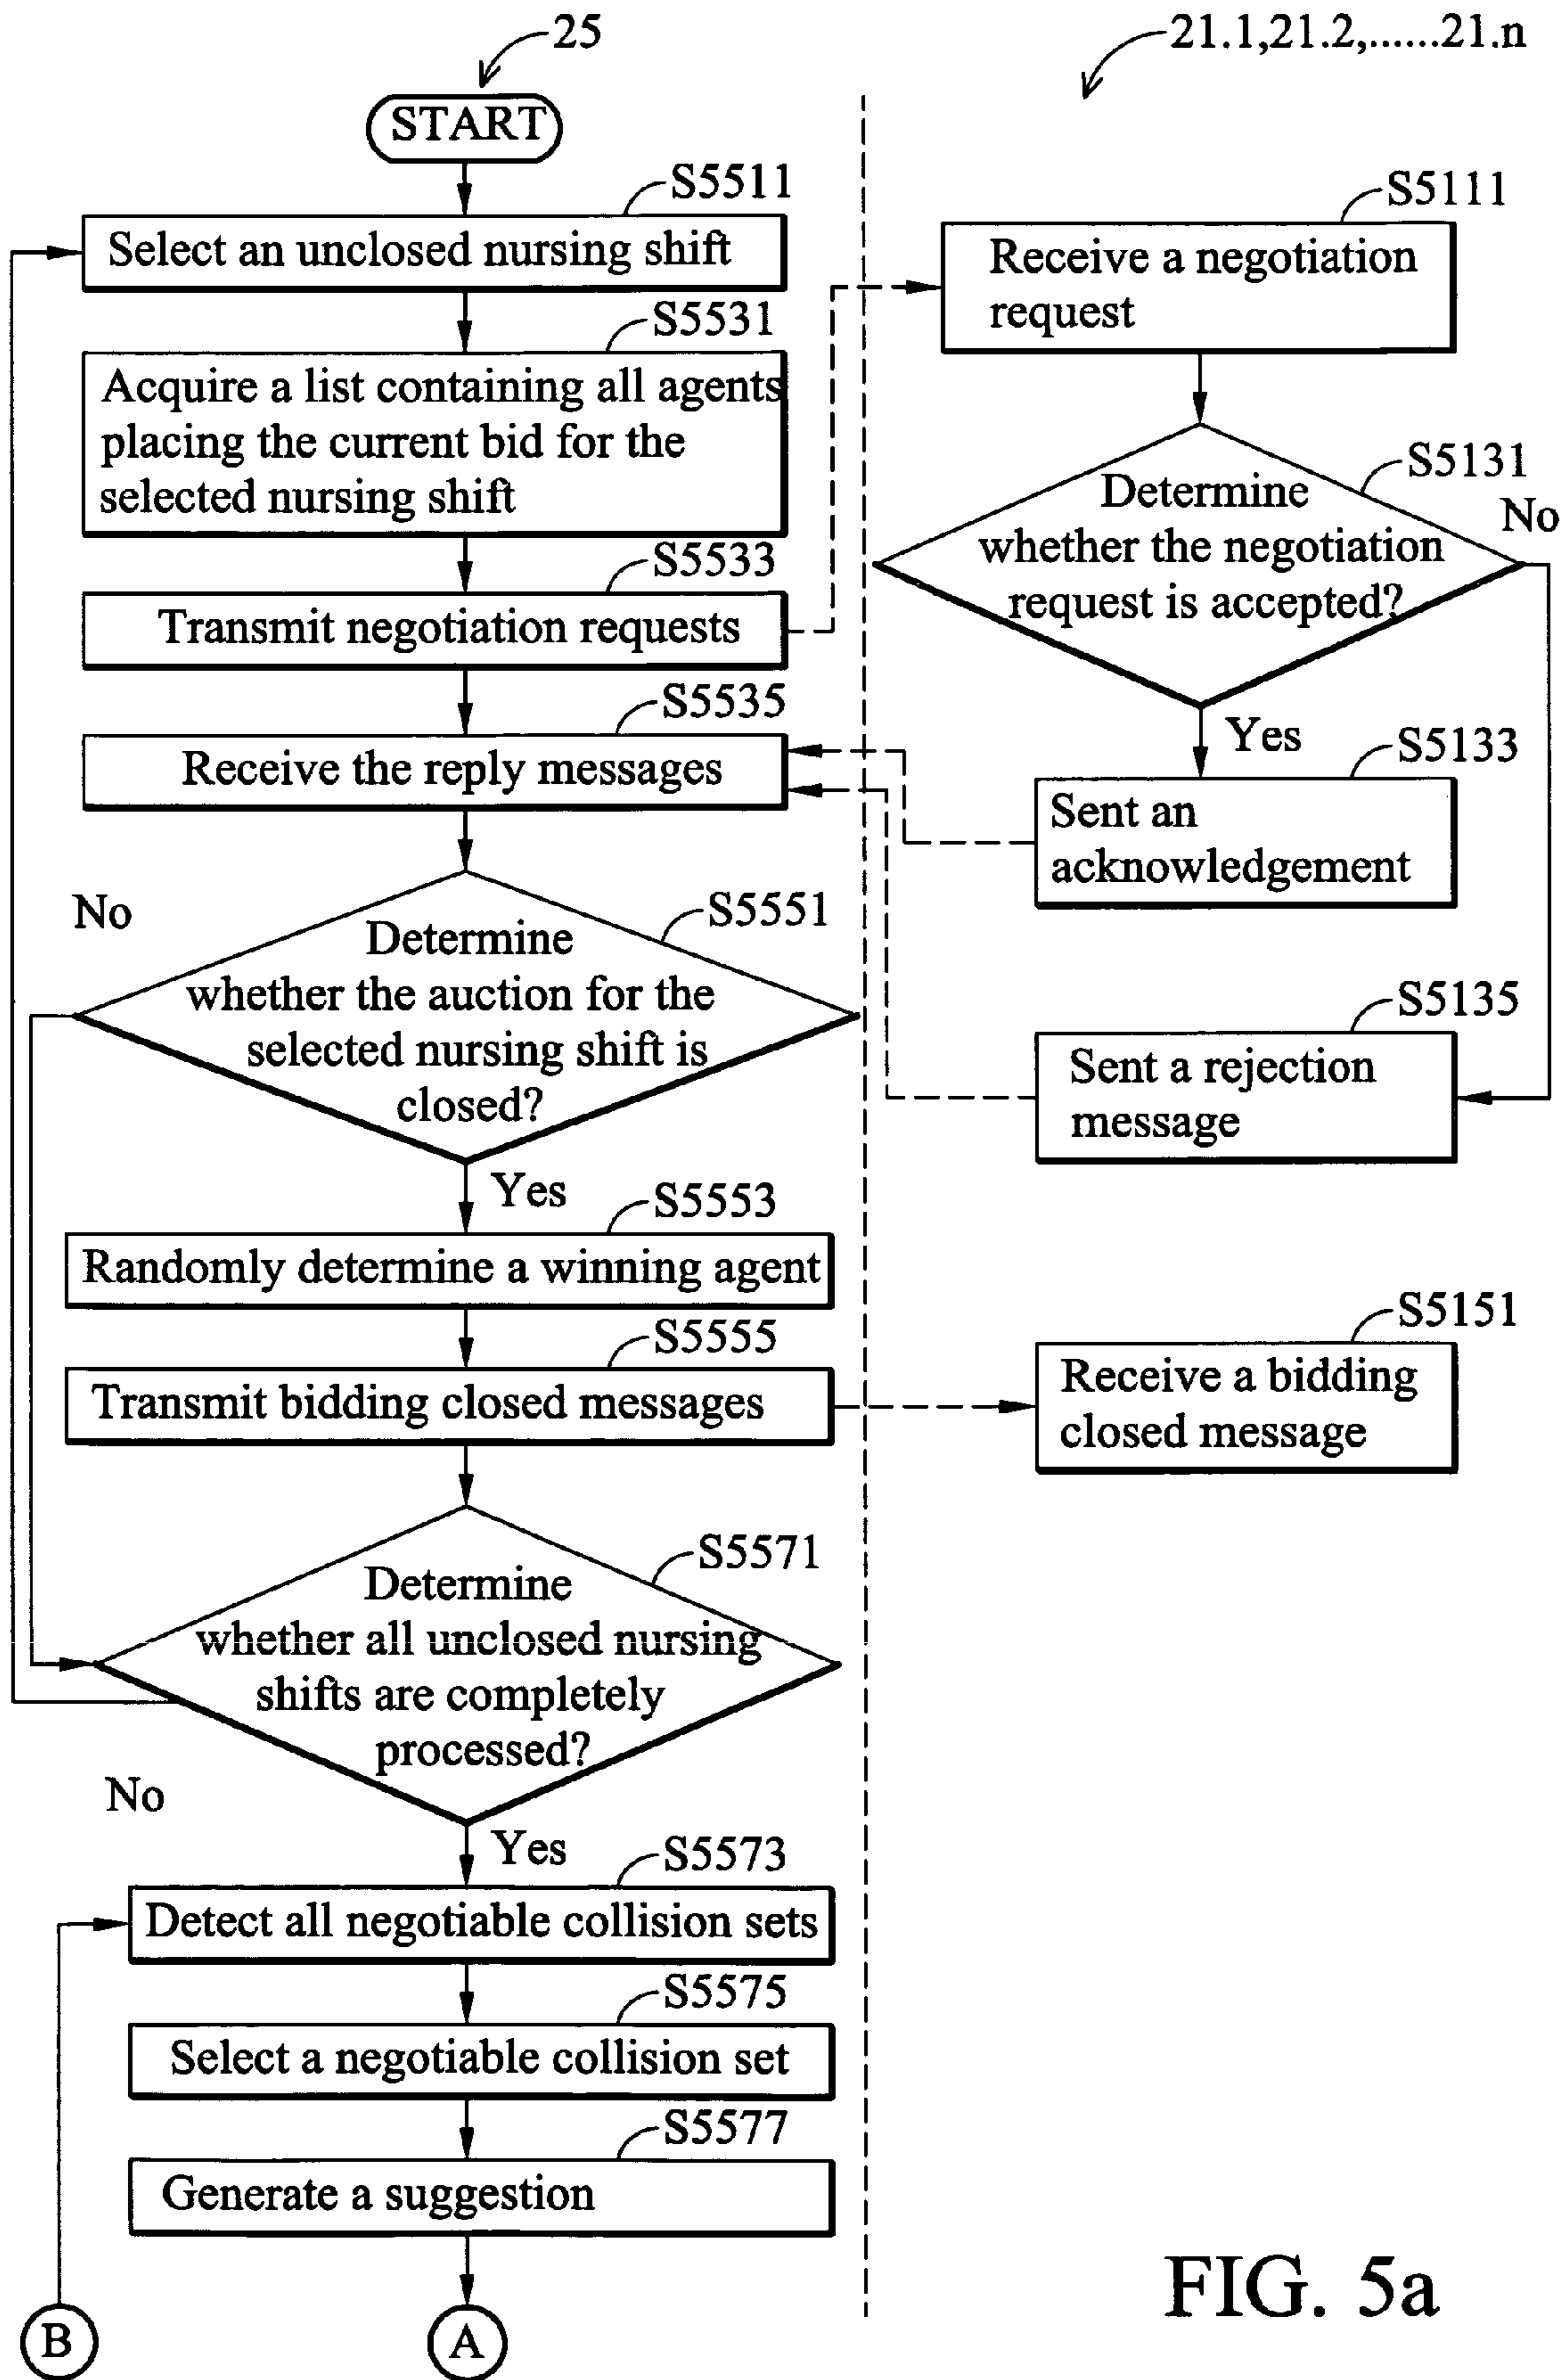 25
21.1,21.2,......21.n
START
S5511
Select an unclosed nursing shift
S5531
Acquire a list containing all agents
placing the current bid for the
selected nursing shift
S5533
Transmit negotiation requests
S5535
Receive the reply messages
No
S5551
Determine
whether the auction for the
selected nursing shift is
closed?
Yes
S5553
Randomly determine a winning agent
S5555
Transmit bidding closed messages
S5571
Determine
whether all unclosed nursing
shifts are completely
processed?
No
Yes
S5573
Detect all negotiable collision sets
S5575
Select a negotiable collision set
S5577
Generate a suggestion
B
A
S5111
Receive a negotiation
request
S5131
Determine
whether the negotiation
request is accepted?
No
Yes
S5133
Sent an
acknowledgement
S5135
Sent a rejection
message
S5151
Receive a bidding
closed message
FIG. 5a